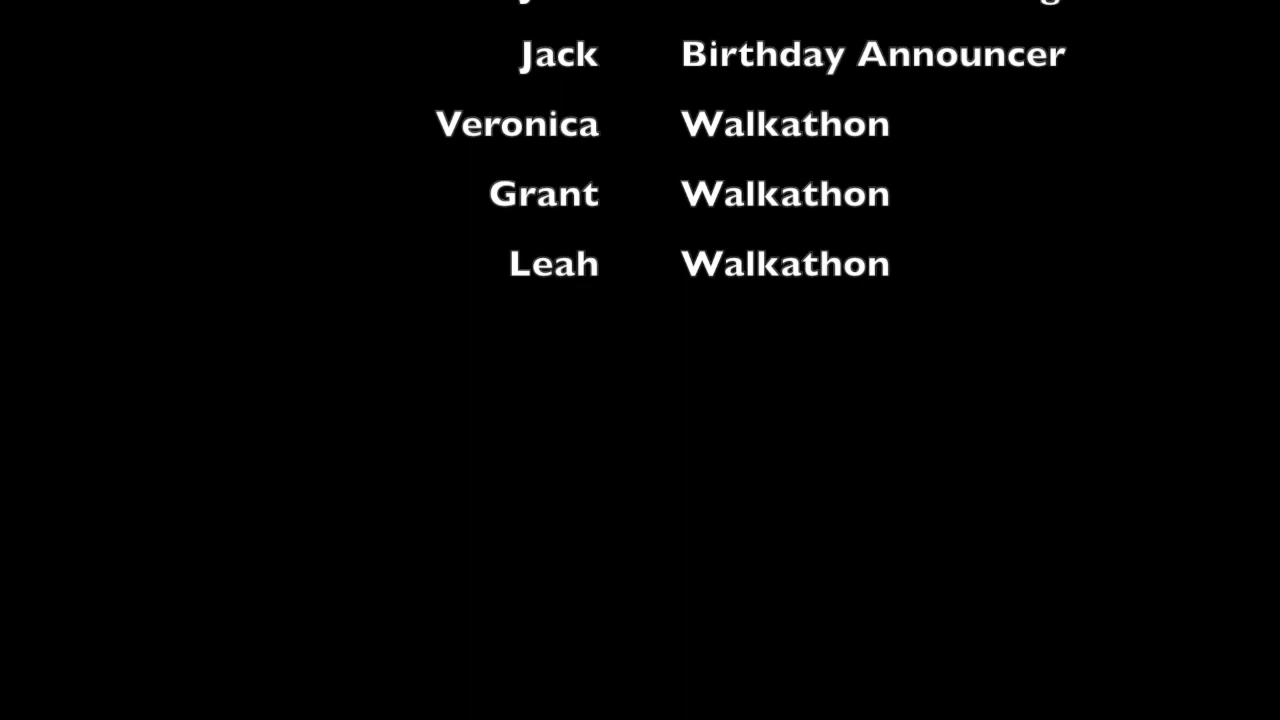 Jack Birthday Announcer
Veronica Walkathon
Grant Walkathon
Leah Walkathon